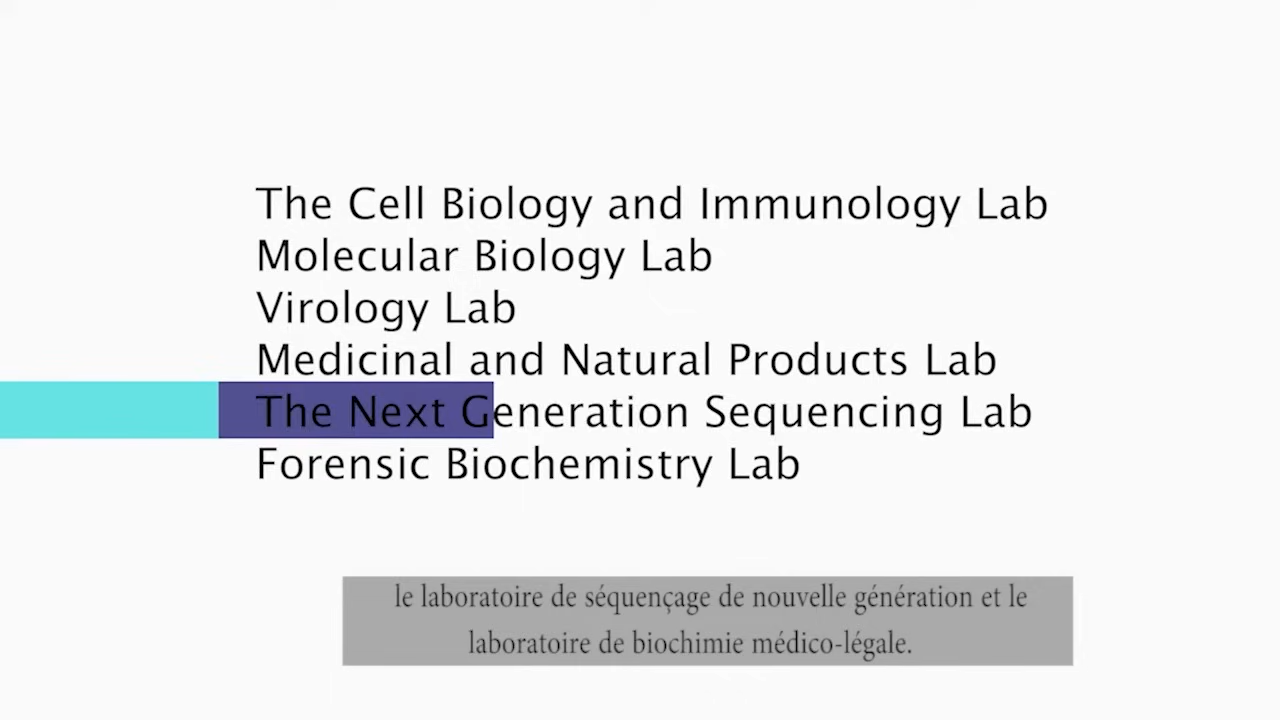 The Cell Biology and Immunology Lab
Molecular Biology Lab
Virology Lab
Medicinal and Natural Products Lab
The Next Generation Sequencing Lab
Forensic Biochemistry Lab
le laboratoire de séquençage de nouvelle génération et le
laboratoire de biochimie médico-légale.